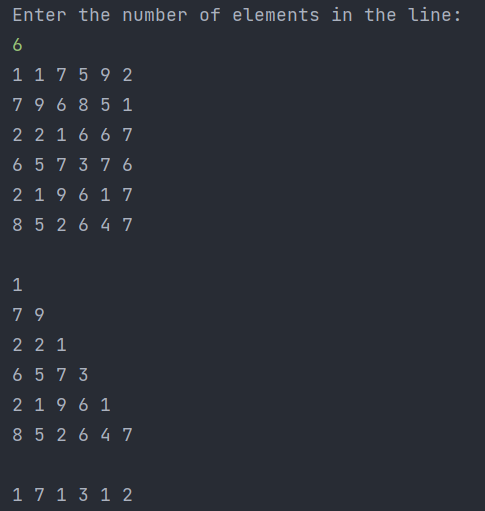 Enter the number of elements in the line:
6
1 1 7 5 9 2
7 9 6 8 5 1
2 2 1 6 6 7
6 5 7 3 7 6
2 1 9 6 1 7
8 5 2 6 4 7
1
7 9
2 2 1
6 5 7 3
2 1 9 6 1
8 5 2 6 4 7
1 7 1 3 1 2